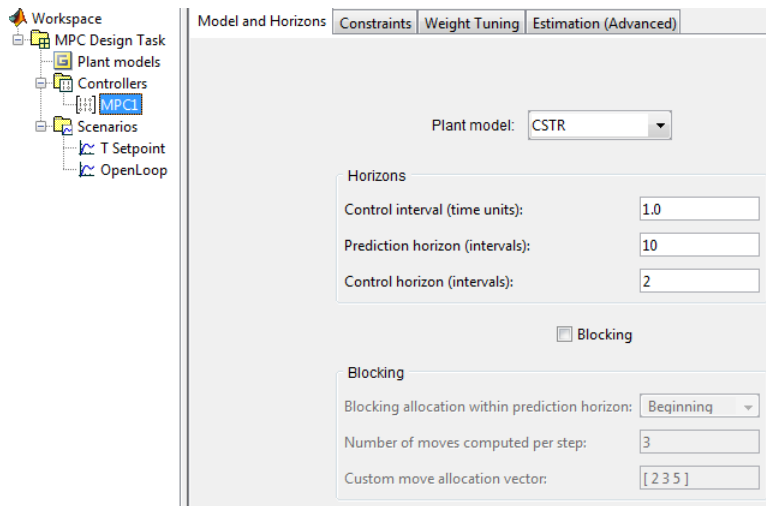 Workspace
MPC Design Task
Plant models
Controllers
MPC1
Scenarios
T Setpoint
OpenLoop
Model and Horizons Constraints Weight Tuning Estimation (Advanced)
Plant model: CSTR
Horizons
Control interval (time units): 1.0
Prediction horizon (intervals): 10
Control horizon (intervals): 2
Blocking
Blocking
Blocking allocation within prediction horizon: Beginning
Number of moves computed per step: 3
Custom move allocation vector: [ 2 3 5 ]